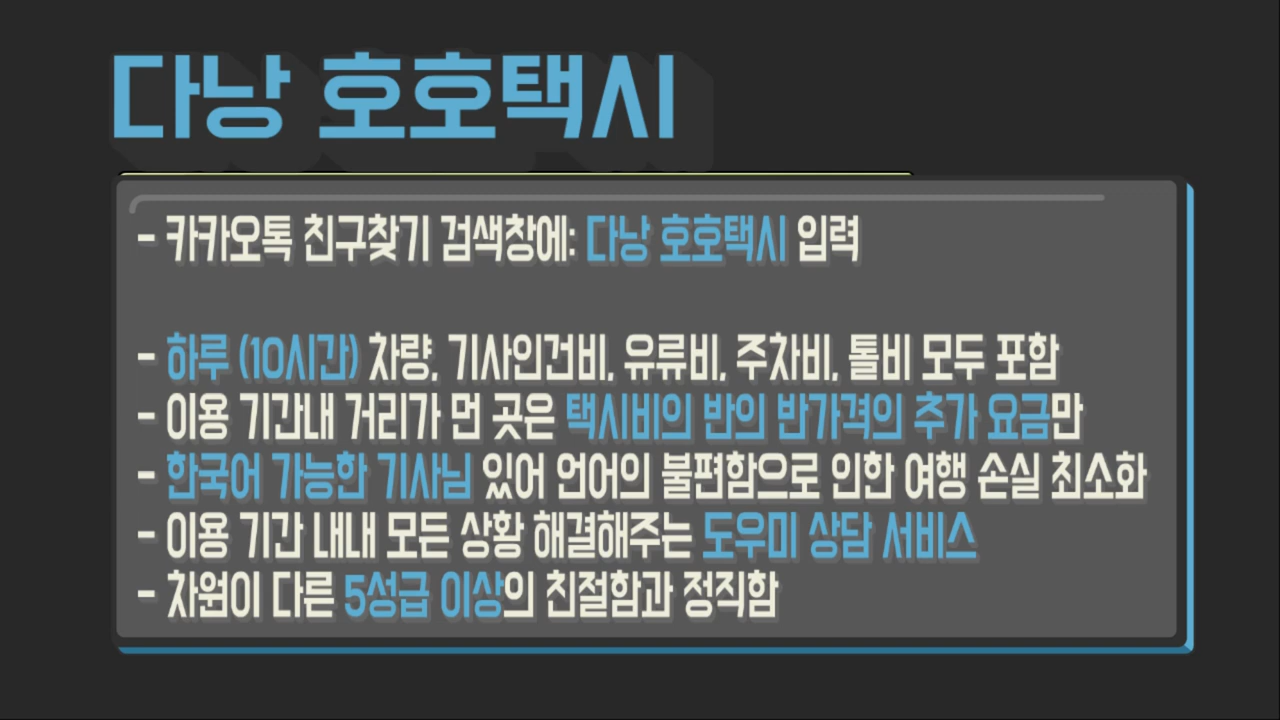 다낭 호호택시
- 카카오톡 친구찾기 검색창에: 다낭 호호택시 입력
- 하루 (10시간) 차량, 기사인건비, 유류비, 주차비, 톨비 모두 포함
- 이용 기간내 거리가 먼 곳은 택시비의 반의 반가격의 추가 요금만
- 한국어 가능한 기사님 있어 언어의 불편함으로 인한 여행 손실 최소화
- 이용 기간 내내 모든 상황 해결해주는 도우미 상담 서비스
- 차원이 다른 5성급 이상의 친절함과 정직함